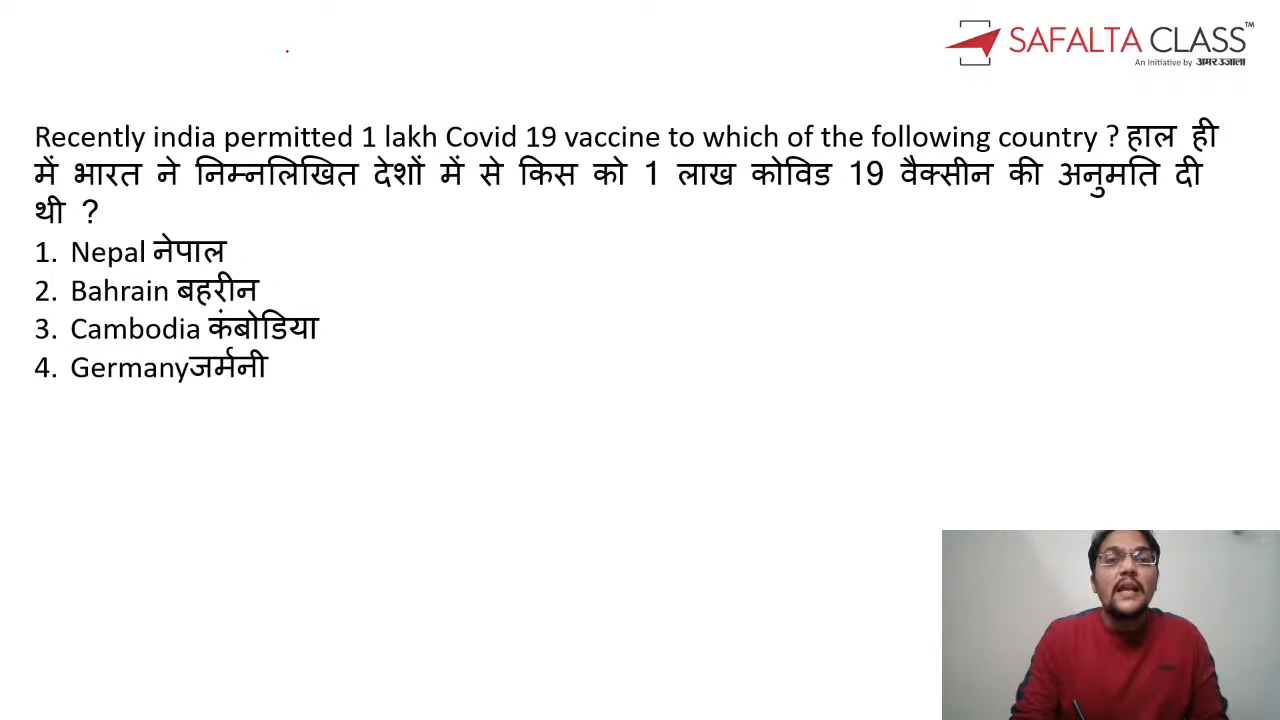 SAFALTA CLASS™
An Initiative by अमर उजाला
Recently india permitted 1 lakh Covid 19 vaccine to which of the following country ? हाल ही
में भारत ने निम्नलिखित देशों में से किस को 1 लाख कोविड 19 वैक्सीन की अनुमति दी
थी ?
1. Nepal नेपाल
2. Bahrain बहरीन
3. Cambodia कंबोडिया
4. Germanyजर्मनी